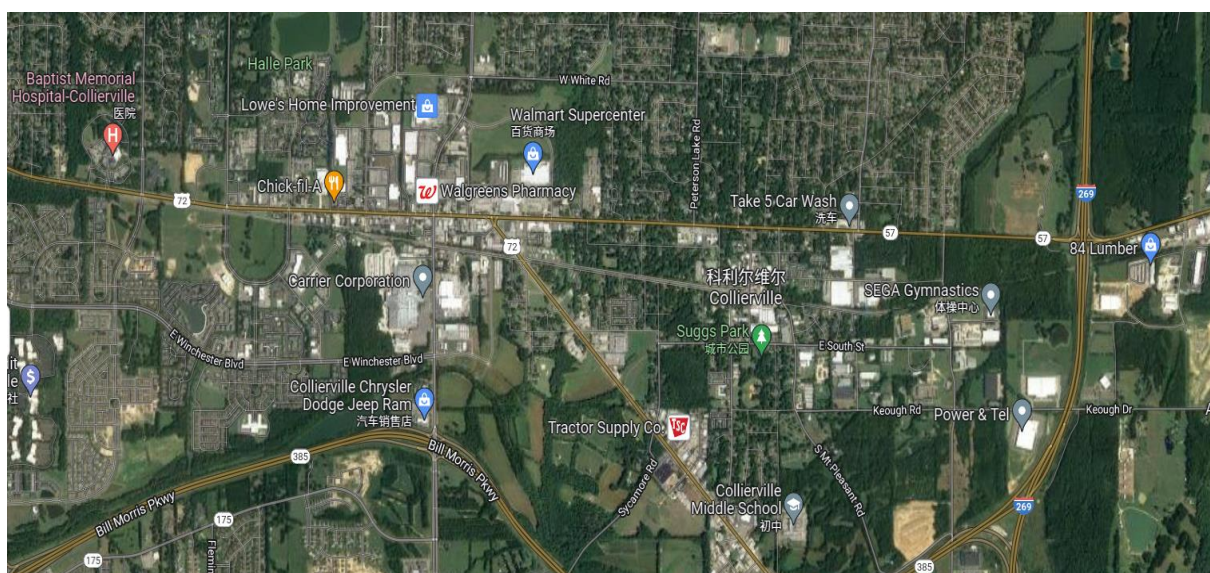 Halle Park
Baptist Memorial
Hospital-Collierville
医院
W White Rd
Lowe's Home Improvement
Walmart Supercenter
百货商场
Peterson Lake Rd
Chick-fil-A
Walgreens Pharmacy
72
269
Take 5 Car Wash
洗车
57
57
72
84 Lumber
Carrier Corporation
科利尔维尔
Collierville
SEGA Gymnastics
体操中心
Suggs Park
城市公园
E South St
E Winchester Blvd
E Winchester Blvd
社
Collierville Chrysler
Dodge Jeep Ram
汽车销售店
Keough Rd
Keough Dr
Power & Tel
Tractor Supply Co.
TSC
385
Bill Morris Pkwy
Bill Morris Pkwy
Sycamore Rd
S Mt Pleasant Rd
Collierville
Middle School
初中
269
175
175
385